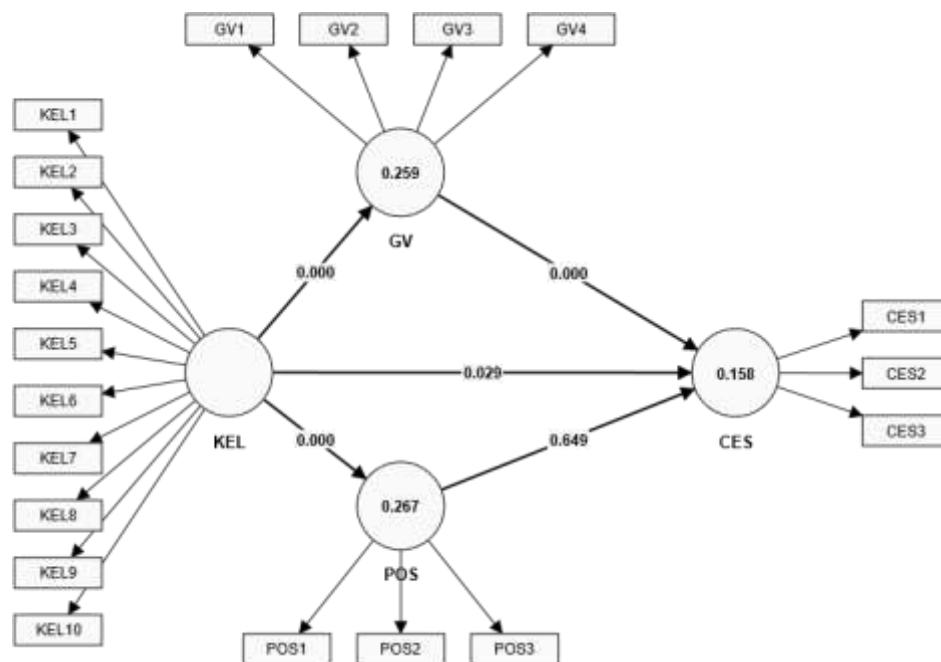 GV1
GV2
GV3
GV4
KEL1
KEL2
KEL3
KEL4
KEL5
KEL6
KEL7
KEL8
KEL9
KEL10
0.259
GV
0.000
0.000
KEL
0.029
0.000
0.649
0.158
CES
CES1
CES2
CES3
0.267
POS
POS1
POS2
POS3